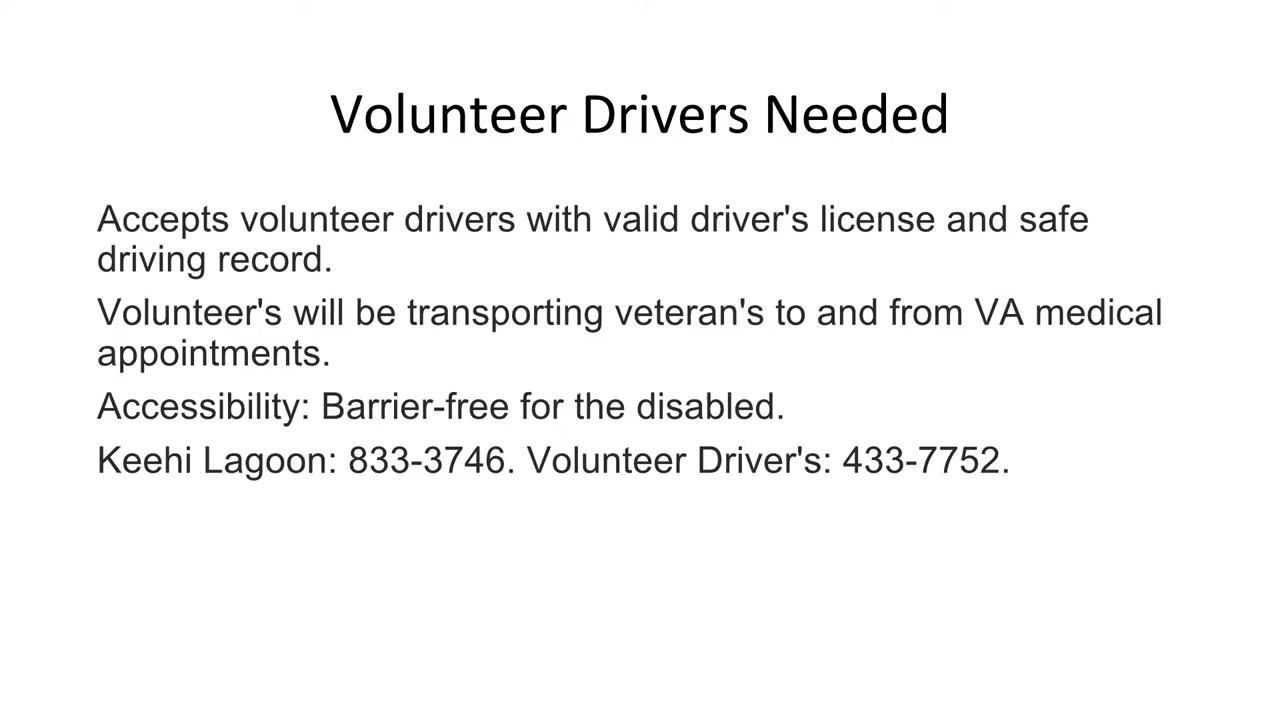 Volunteer Drivers Needed
Accepts volunteer drivers with valid driver's license and safe
driving record.
Volunteer's will be transporting veteran's to and from VA medical
appointments.
Accessibility: Barrier-free for the disabled.
Keehi Lagoon: 833-3746. Volunteer Driver's: 433-7752.